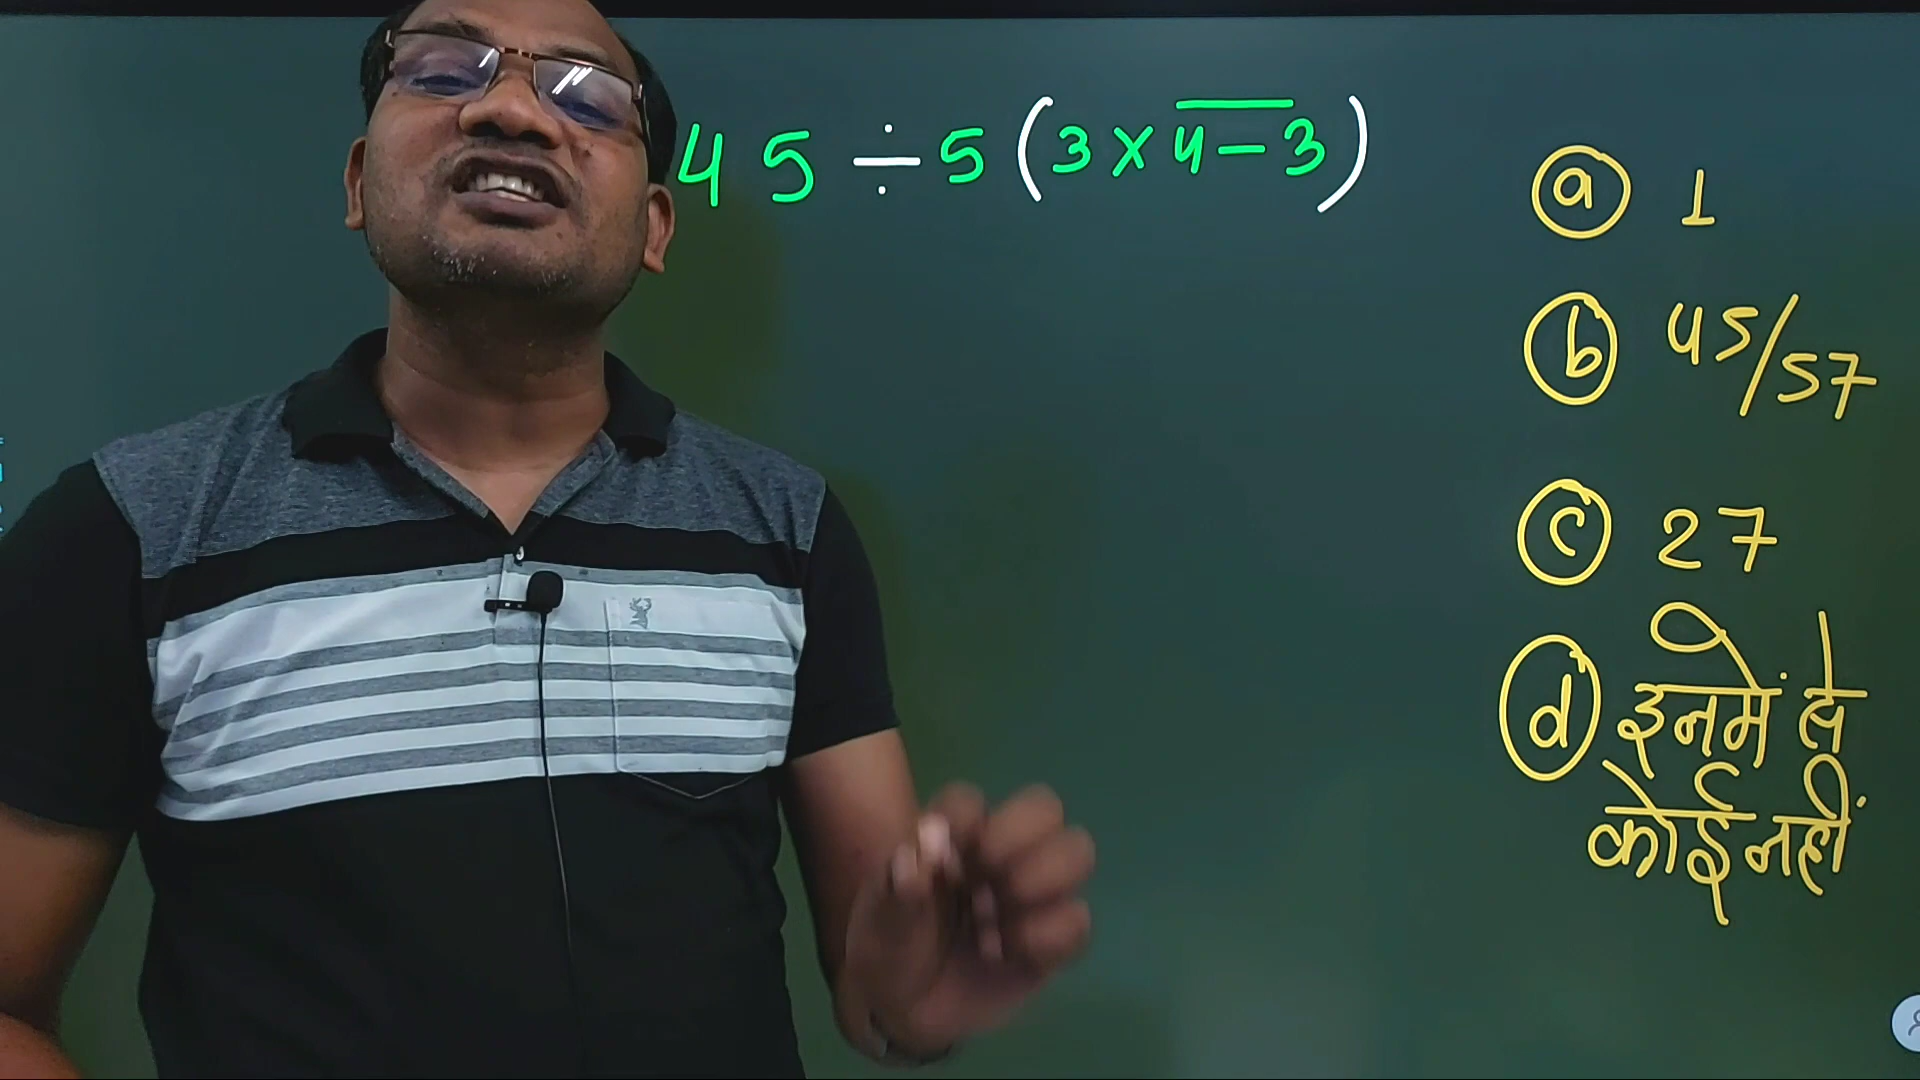 45 ÷ 5 (3 × 4 – 3)
a 1
b 45/57
c 27
d इनमें से
कोई नहीं